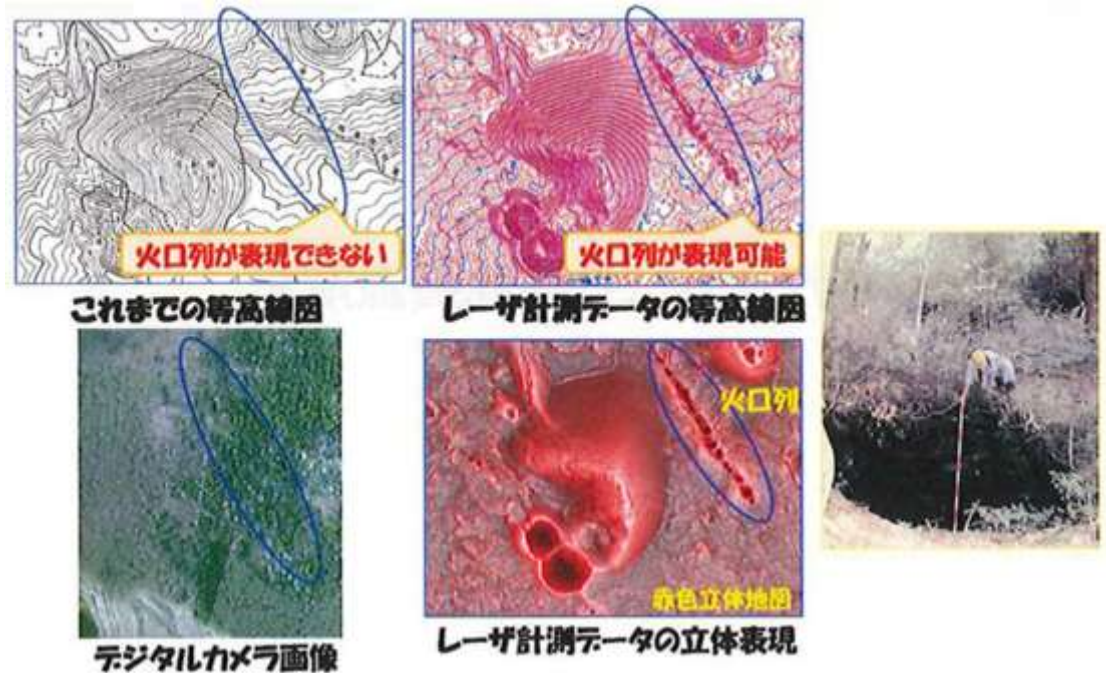 火口列が表現できない
火口列が表現可能
これまでの等高線図
レーザ計測データの等高線図
火口列
赤色立体地図
デジタルカメラ画像
レーザ計測データの立体表現